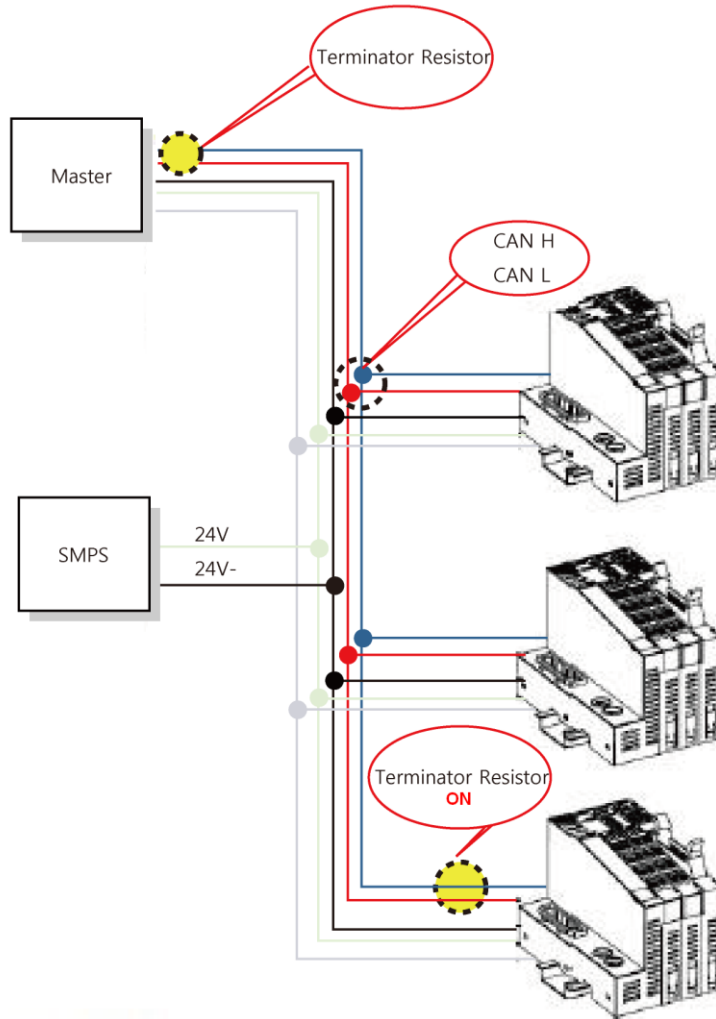 Terminator Resistor
Master
CAN H
CAN L
24V
SMPS
24V-
Terminator Resistor
ON